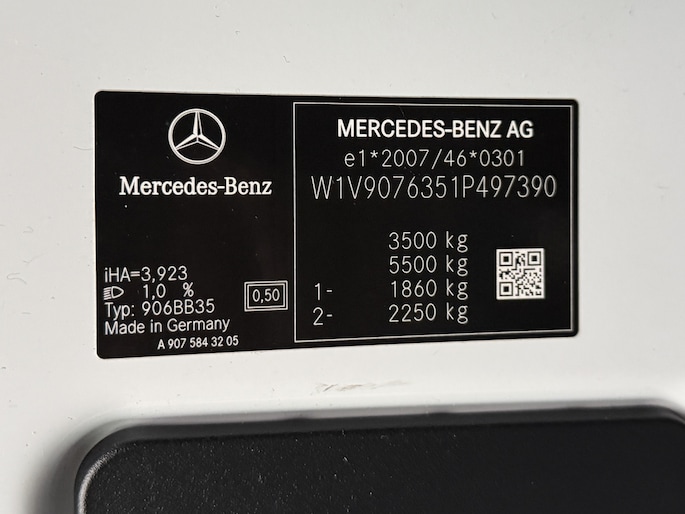 Mercedes-Benz
iHA=3,923
1,0 %
Typ: 906BB35
Made in Germany
A 907 584 32 05
0,50
MERCEDES-BENZ AG
e1*2007/46*0301
W1V9076351P497390
3500 kg
5500 kg
1- 1860 kg
2- 2250 kg